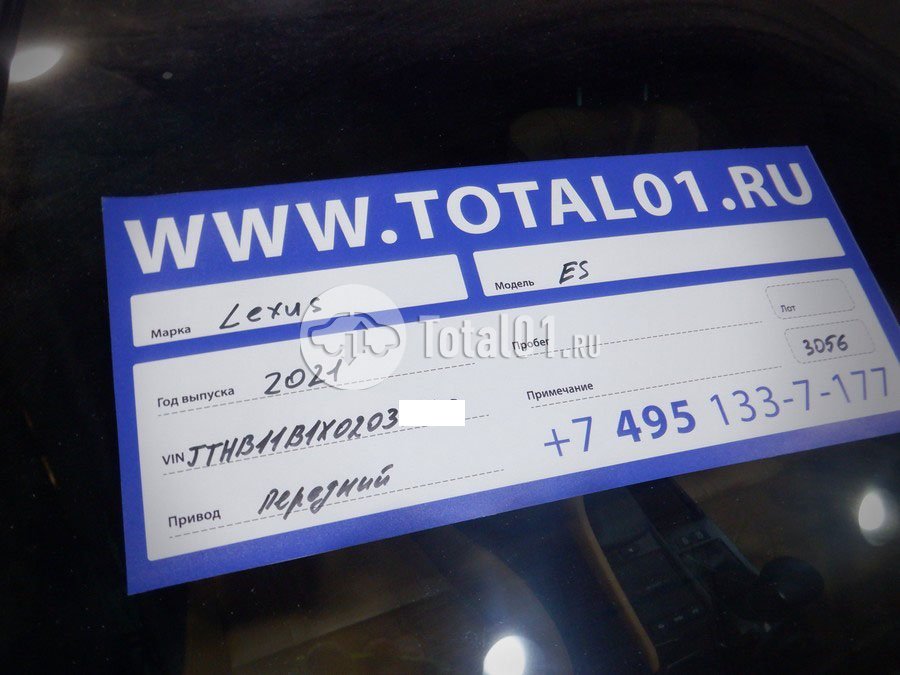 WWW.TOTAL01.RU
Марка Lexus Модель ES
Год выпуска 2021 Пробег Лот
3056
VIN JTHB11B1X0203 Примечание
+7 495 133-7-177
Привод Передний
Total01.RU